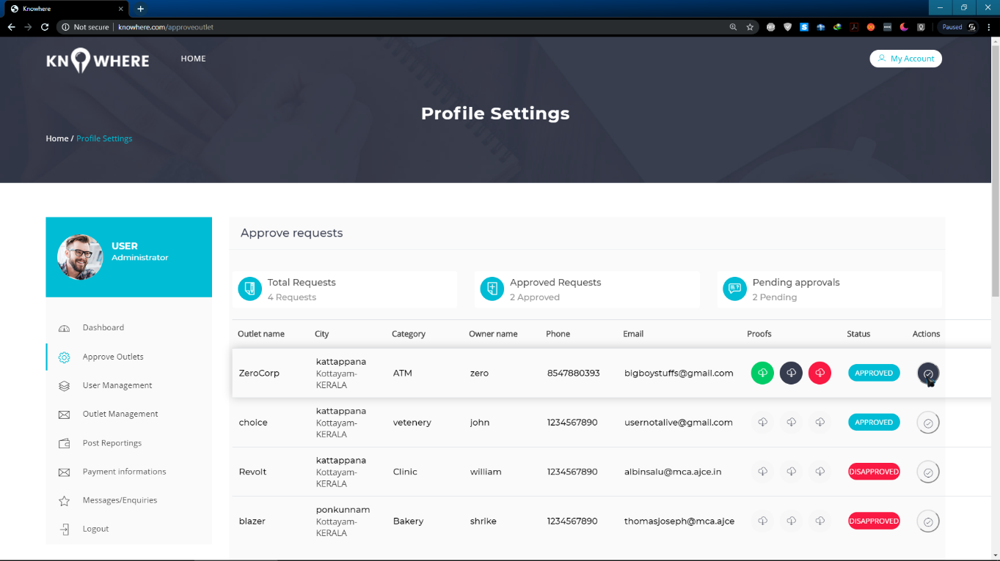 Knowhere
Not secure | knowhere.com/approveoutlet
Paused
KNOWHERE
HOME
My Account
Profile Settings
Home / Profile Settings
USER
Administrator
Dashboard
Approve Outlets
User Management
Outlet Management
Post Reportings
Payment informations
Messages/Enquiries
Logout
Approve requests
Total Requests
4 Requests
Approved Requests
2 Approved
Pending approvals
2 Pending
Outlet name City Category Owner name Phone Email Proofs Status Actions
kattappana
ZeroCorp Kottayam- ATM zero 8547880393 bigboystuffs@gmail.com APPROVED
KERALA
kattappana
choice Kottayam- vetenery john 1234567890 usernotalive@gmail.com APPROVED
KERALA
kattappana
Revolt Kottayam- Clinic william 1234567890 albinsalu@mca.ajce.in DISAPPROVED
KERALA
ponkunnam
blazer Kottayam- Bakery shrike 1234567890 thomasjoseph@mca.ajce DISAPPROVED
KERALA